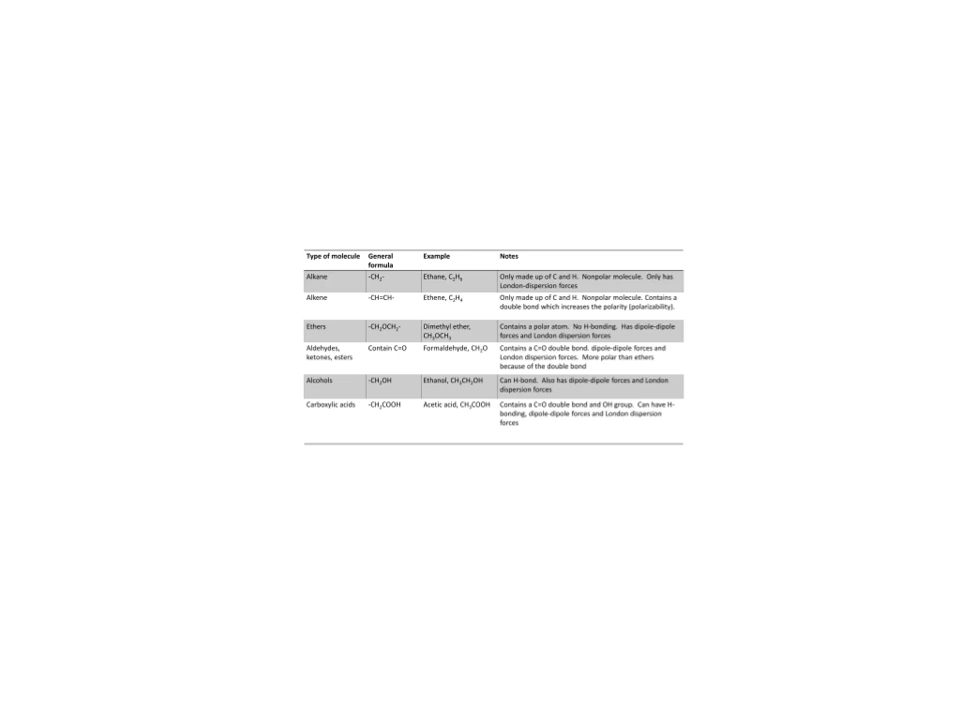 Type of molecule General formula Example Notes
Alkane -CH₂- Ethane, C₂H₆ Only made up of C and H. Nonpolar molecule. Only has
London-dispersion forces
Alkene -CH=CH- Ethene, C₂H₄ Only made up of C and H. Nonpolar molecule. Contains a
double bond which increases the polarity (polarizability).
Ethers -CH₂OCH₂- Dimethyl ether, CH₃OCH₃ Contains a polar atom. No H-bonding. Has dipole-dipole
forces and London dispersion forces
Aldehydes, ketones, esters Contain C=O Formaldehyde, CH₂O Contains a C=O double bond. dipole-dipole forces and
London dispersion forces. More polar than ethers
because of the double bond
Alcohols -CH₂OH Ethanol, CH₃CH₂OH Can H-bond. Also has dipole-dipole forces and London
dispersion forces
Carboxylic acids -CH₂COOH Acetic acid, CH₃COOH Contains a C=O double bond and OH group. Can have H-
bonding, dipole-dipole forces and London dispersion
forces